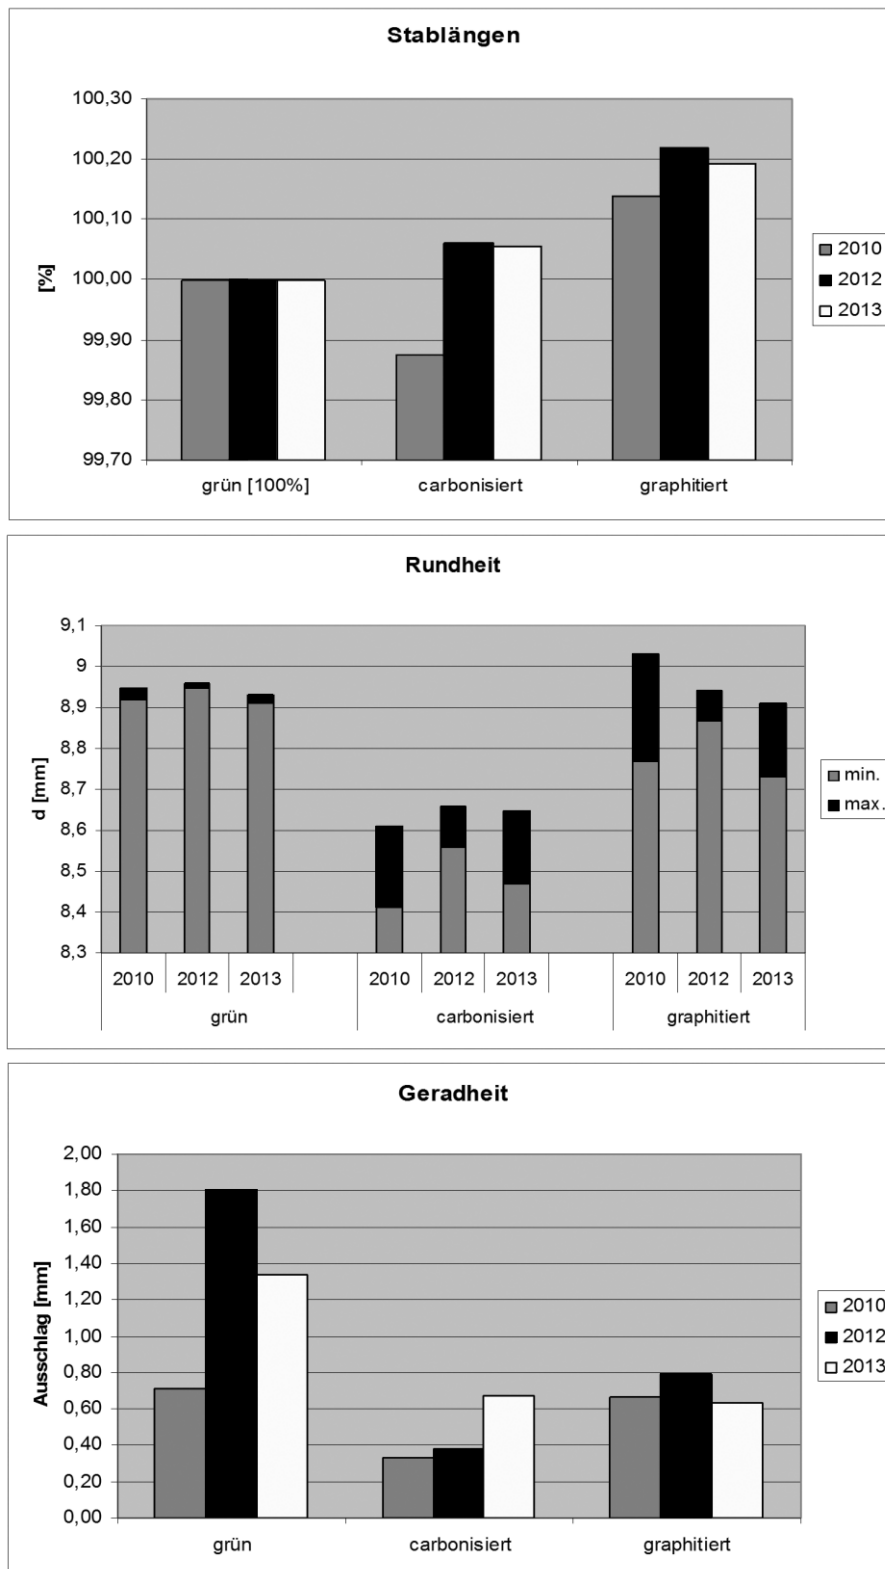 Stablängen
100,30
100,20
100,10
100,00
99,90
99,80
99,70
[%]
grün [100%]
carbonisiert
graphitiert
2010
2012
2013
Rundheit
9,1
9
8,9
8,8
8,7
8,6
8,5
8,4
8,3
d [mm]
2010 2012 2013
2010 2012 2013
2010 2012 2013
grün
carbonisiert
graphitiert
min.
max.
Geradheit
2,00
1,80
1,60
1,40
1,20
1,00
0,80
0,60
0,40
0,20
0,00
Ausschlag [mm]
grün
carbonisiert
graphitiert
2010
2012
2013